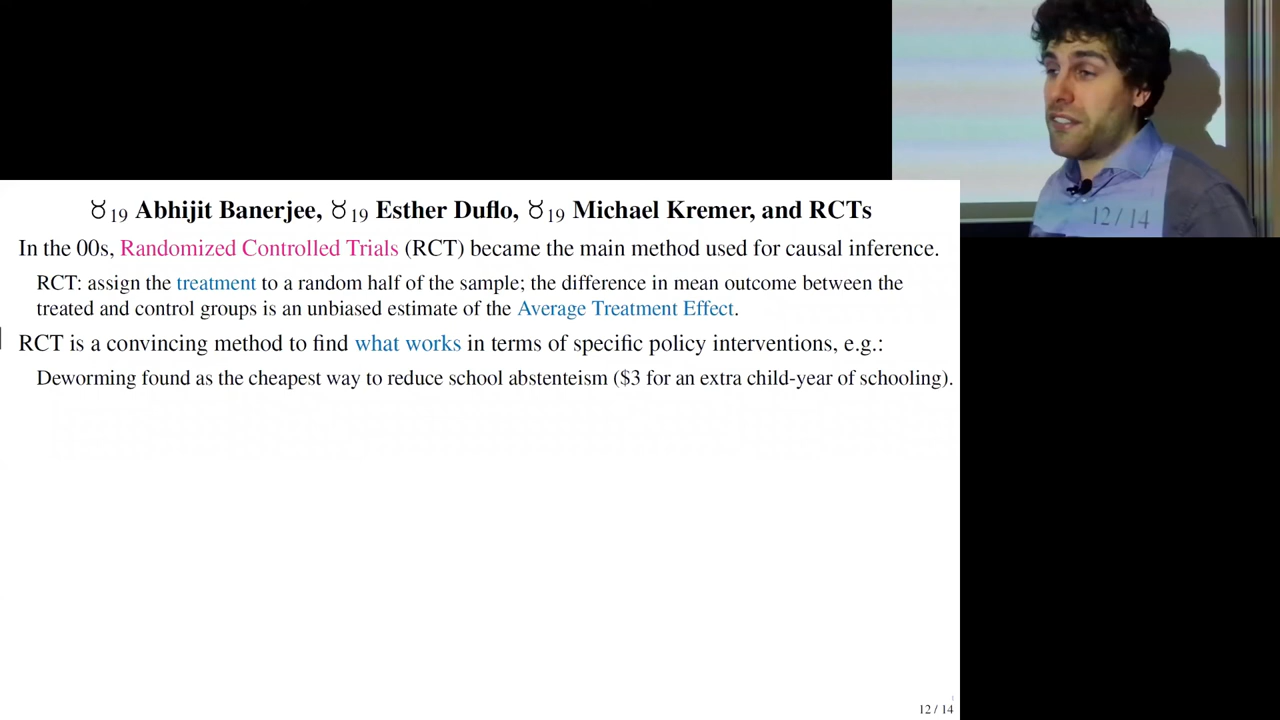 ♉19 Abhijit Banerjee, ♉19 Esther Duflo, ♉19 Michael Kremer, and RCTs
In the 00s, Randomized Controlled Trials (RCT) became the main method used for causal inference.
RCT: assign the treatment to a random half of the sample; the difference in mean outcome between the
treated and control groups is an unbiased estimate of the Average Treatment Effect.
RCT is a convincing method to find what works in terms of specific policy interventions, e.g.:
Deworming found as the cheapest way to reduce school abstenteism ($3 for an extra child-year of schooling).
12 / 14
12 / 14